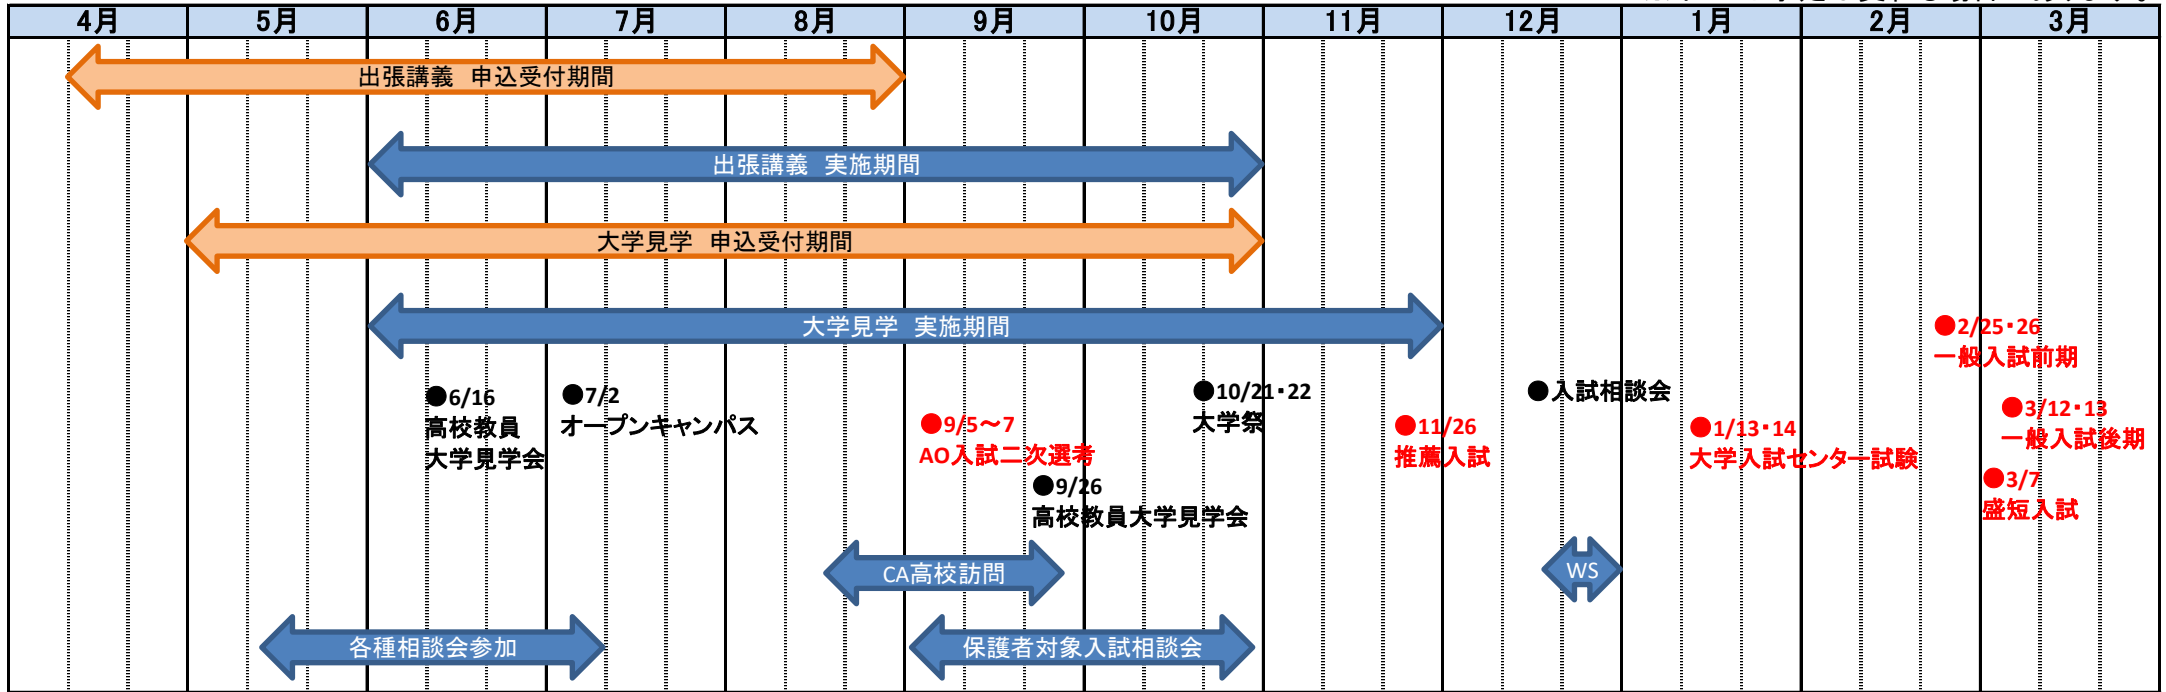 4月 5月 6月 7月 8月 9月 10月 11月 12月 1月 2月 3月
出張講義　申込受付期間
出張講義　実施期間
大学見学　申込受付期間
大学見学　実施期間
●2/25・26
一般入試前期
●6/16
高校教員
大学見学会
●7/2
オープンキャンパス
●9/5～7
AO入試二次選考
●9/26
高校教員大学見学会
●10/21・22
大学祭
●11/26
推薦入試
●入試相談会
●1/13・14
大学入試センター試験
●3/12・13
一般入試後期
●3/7
盛短入試
CA高校訪問
WS
各種相談会参加
保護者対象入試相談会